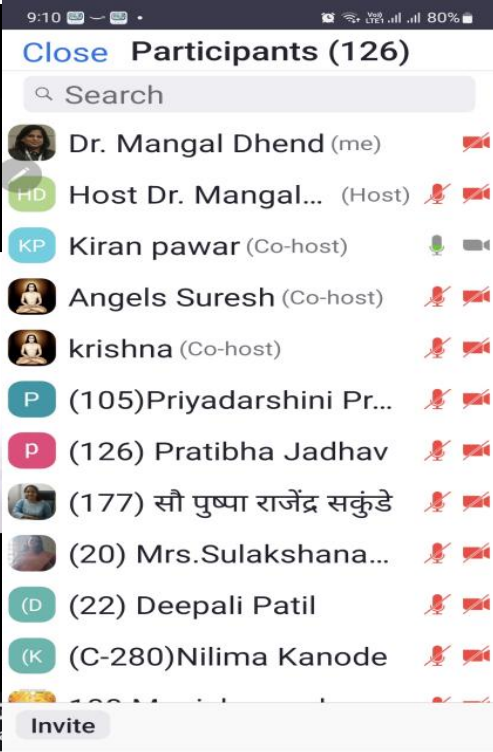 9:10
VoD LTE1 80%
Close Participants (126)
Search
Dr. Mangal Dhend (me)
HD Host Dr. Mangal... (Host)
KP Kiran pawar (Co-host)
Angels Suresh (Co-host)
krishna (Co-host)
P (105)Priyadarshini Pr...
p (126) Pratibha Jadhav
(177) सौ पुष्पा राजेंद्र सकुंडे
(20) Mrs.Sulakshana...
(D (22) Deepali Patil
(K (C-280)Nilima Kanode
Invite